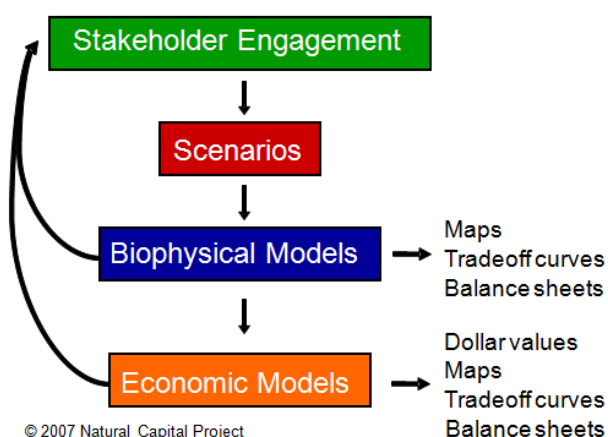 Stakeholder Engagement
Scenarios
Biophysical Models
Maps
Tradeoff curves
Balance sheets
Economic Models
Dollar values
Maps
Tradeoff curves
Balance sheets
© 2007 Natural Capital Project